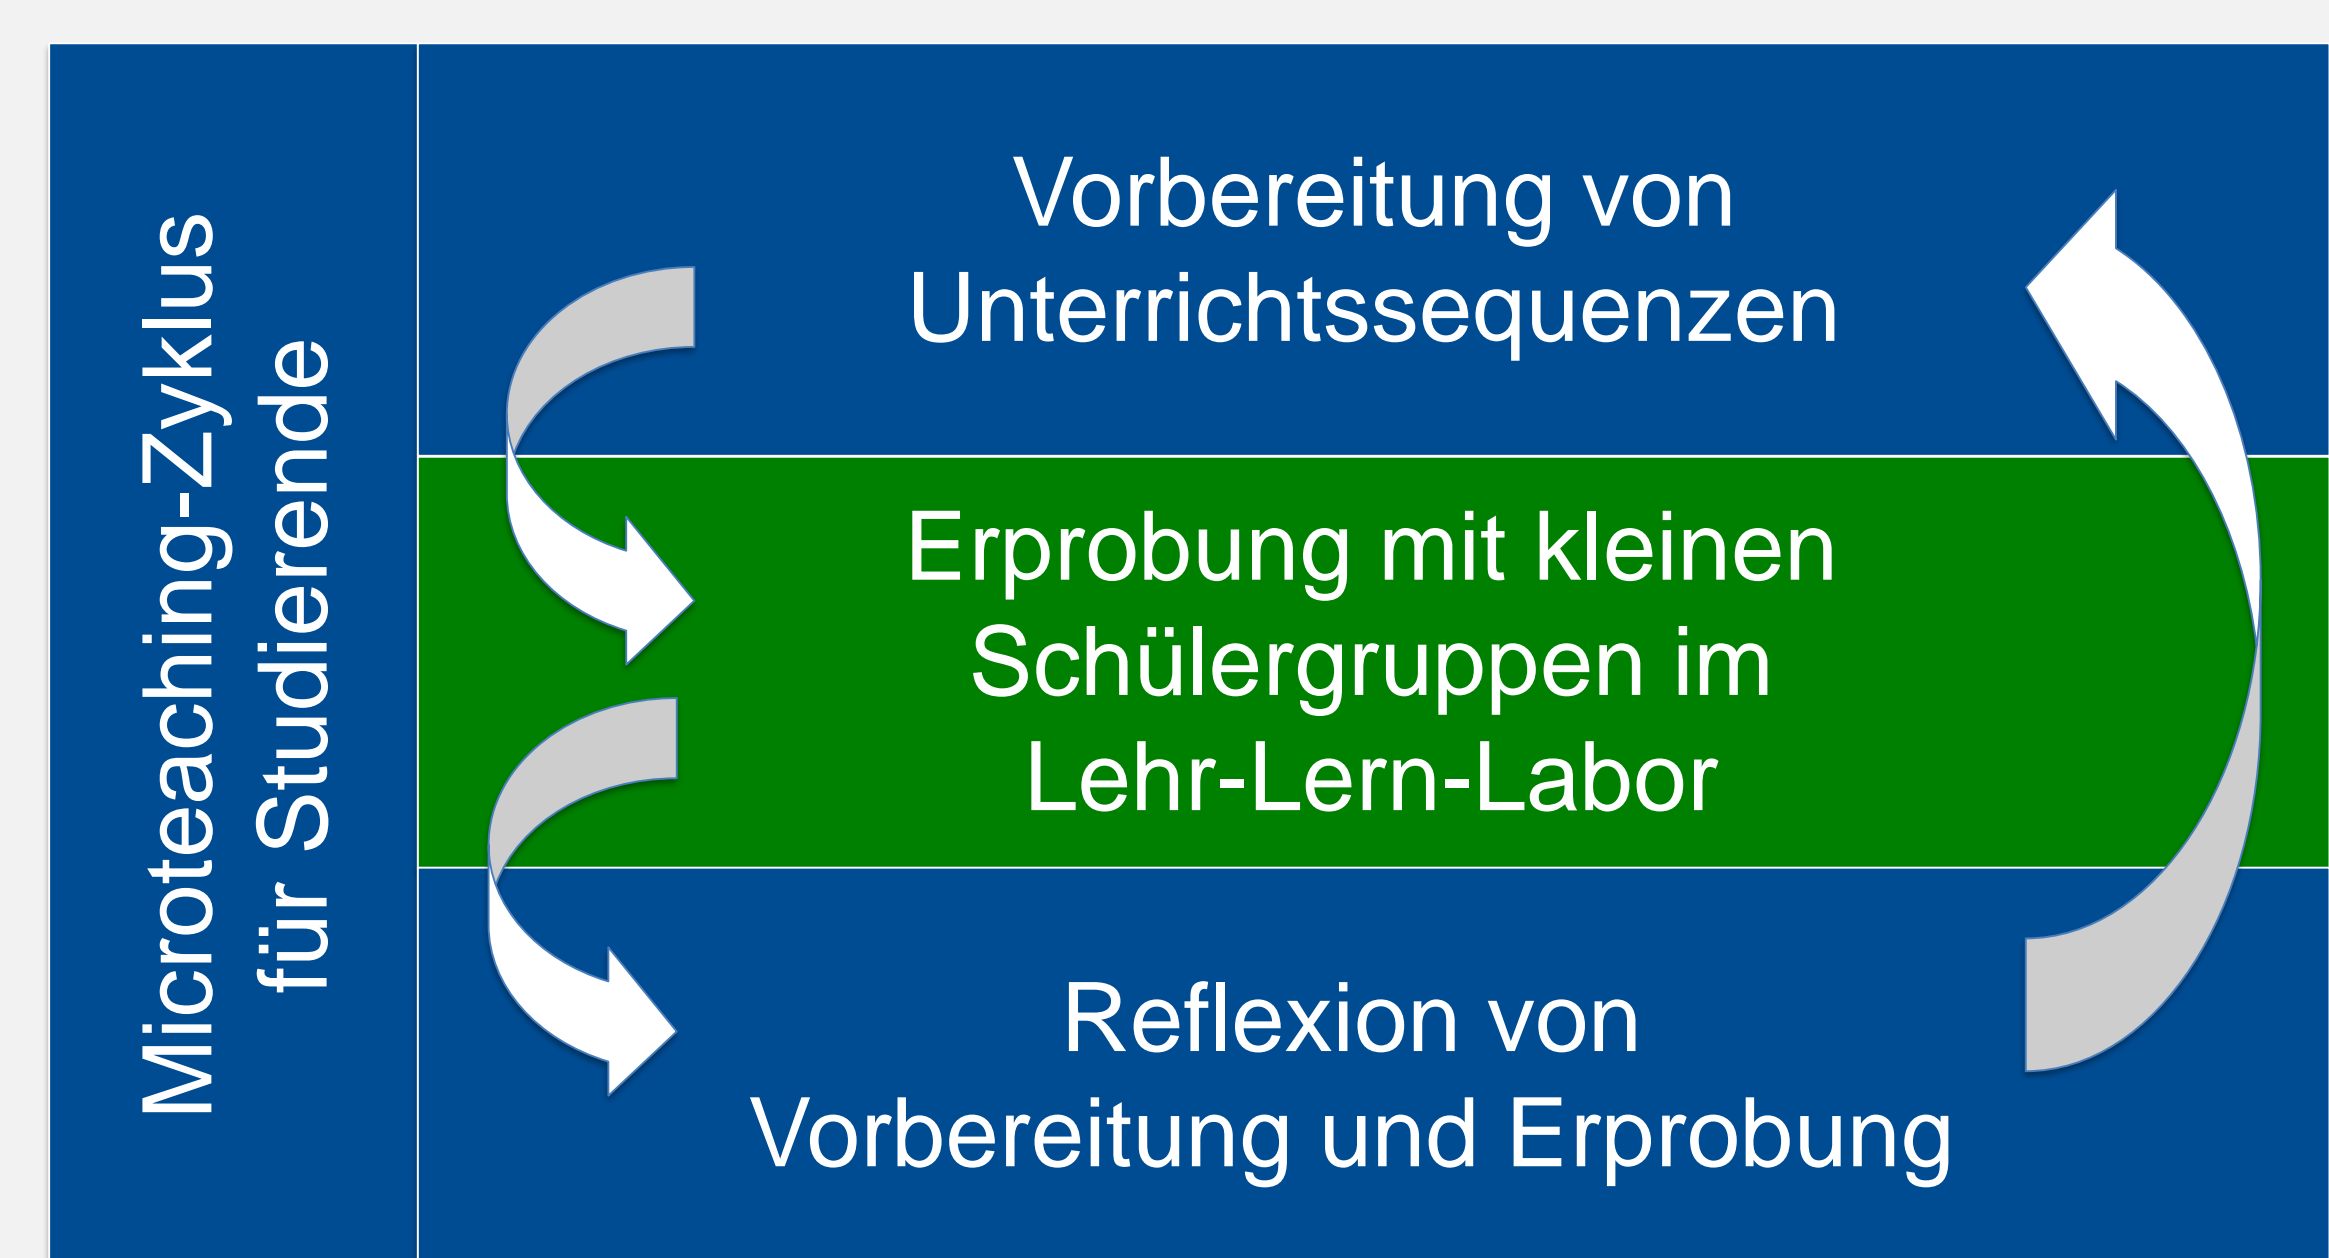 Microteaching-Zyklus
für Studierende
Vorbereitung von
Unterrichtssequenzen
Erprobung mit kleinen
Schülergruppen im
Lehr-Lern-Labor
Reflexion von
Vorbereitung und Erprobung